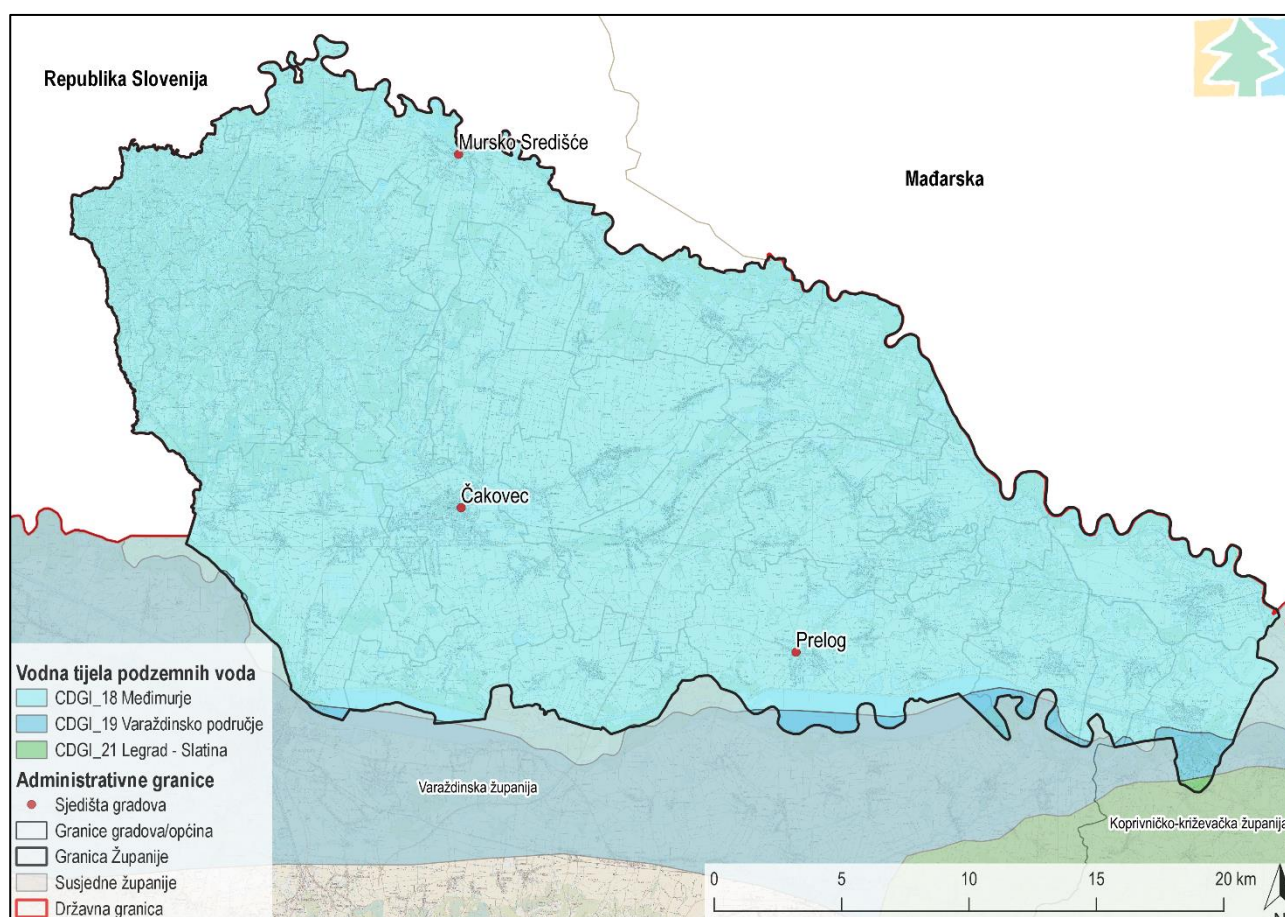 Republika Slovenija
Mursko Središće
Mađarska
Čakovec
Prelog
Vodna tijela podzemnih voda
CDGI_18 Međimurje
CDGI_19 Varaždinsko područje
CDGI_21 Legrad - Slatina
Administrativne granice
Sjedišta gradova
Granice gradova/općina
Granica Županije
Susjedne županije
Državna granica
Varaždinska županija
Koprivničko-križevačka županija
0 5 10 15 20 km